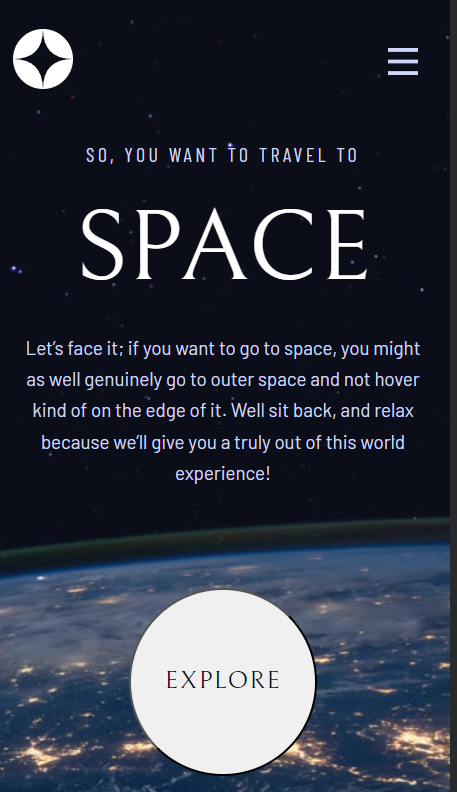 SO, YOU WANT TO TRAVEL TO
SPACE
Let’s face it; if you want to go to space, you might
as well genuinely go to outer space and not hover
kind of on the edge of it. Well sit back, and relax
because we’ll give you a truly out of this world
experience!
EXPLORE